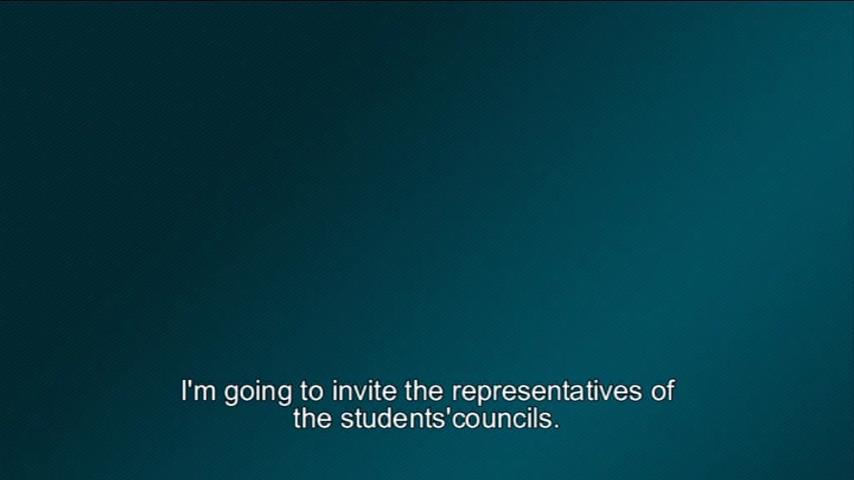 I'm going to invite the representatives of
the students'councils.